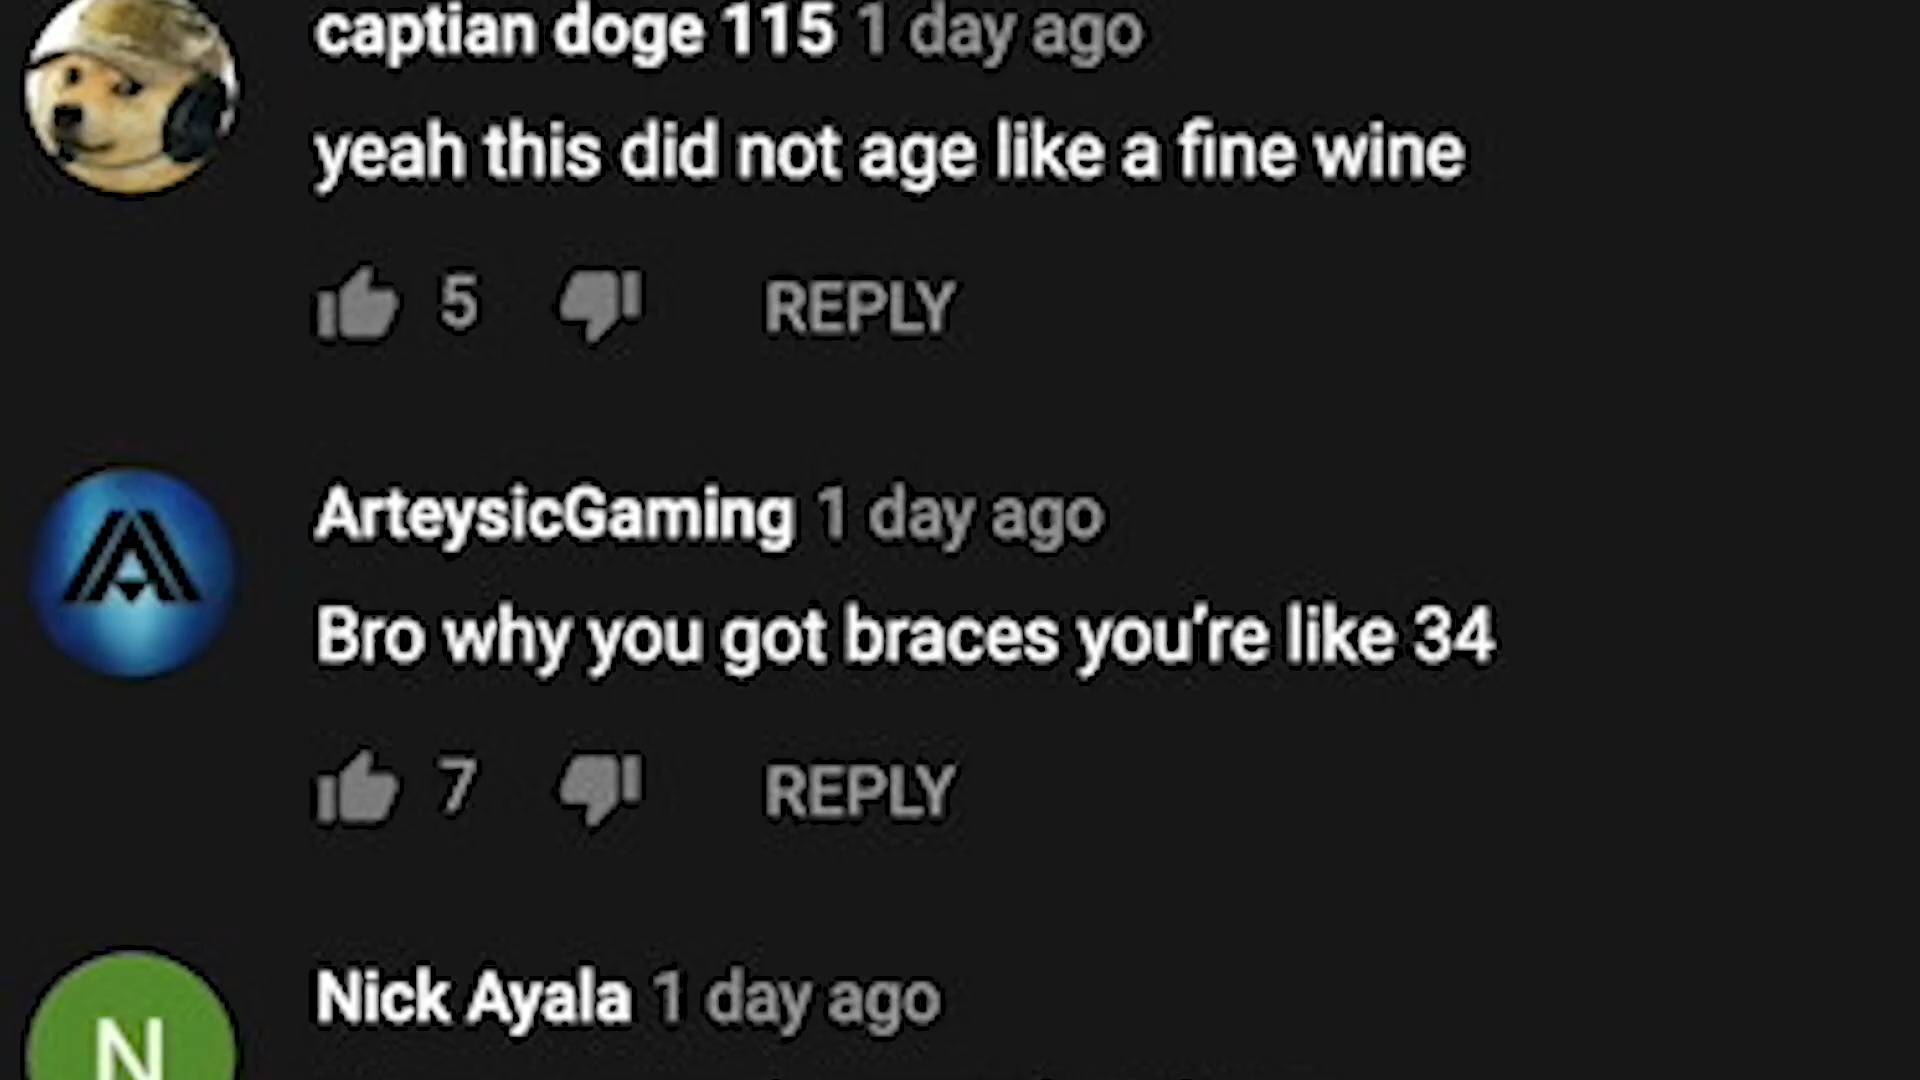 captian doge 115 1 day ago
yeah this did not age like a fine wine
5 REPLY
ArteysicGaming 1 day ago
Bro why you got braces you're like 34
7 REPLY
Nick Ayala 1 day ago
N